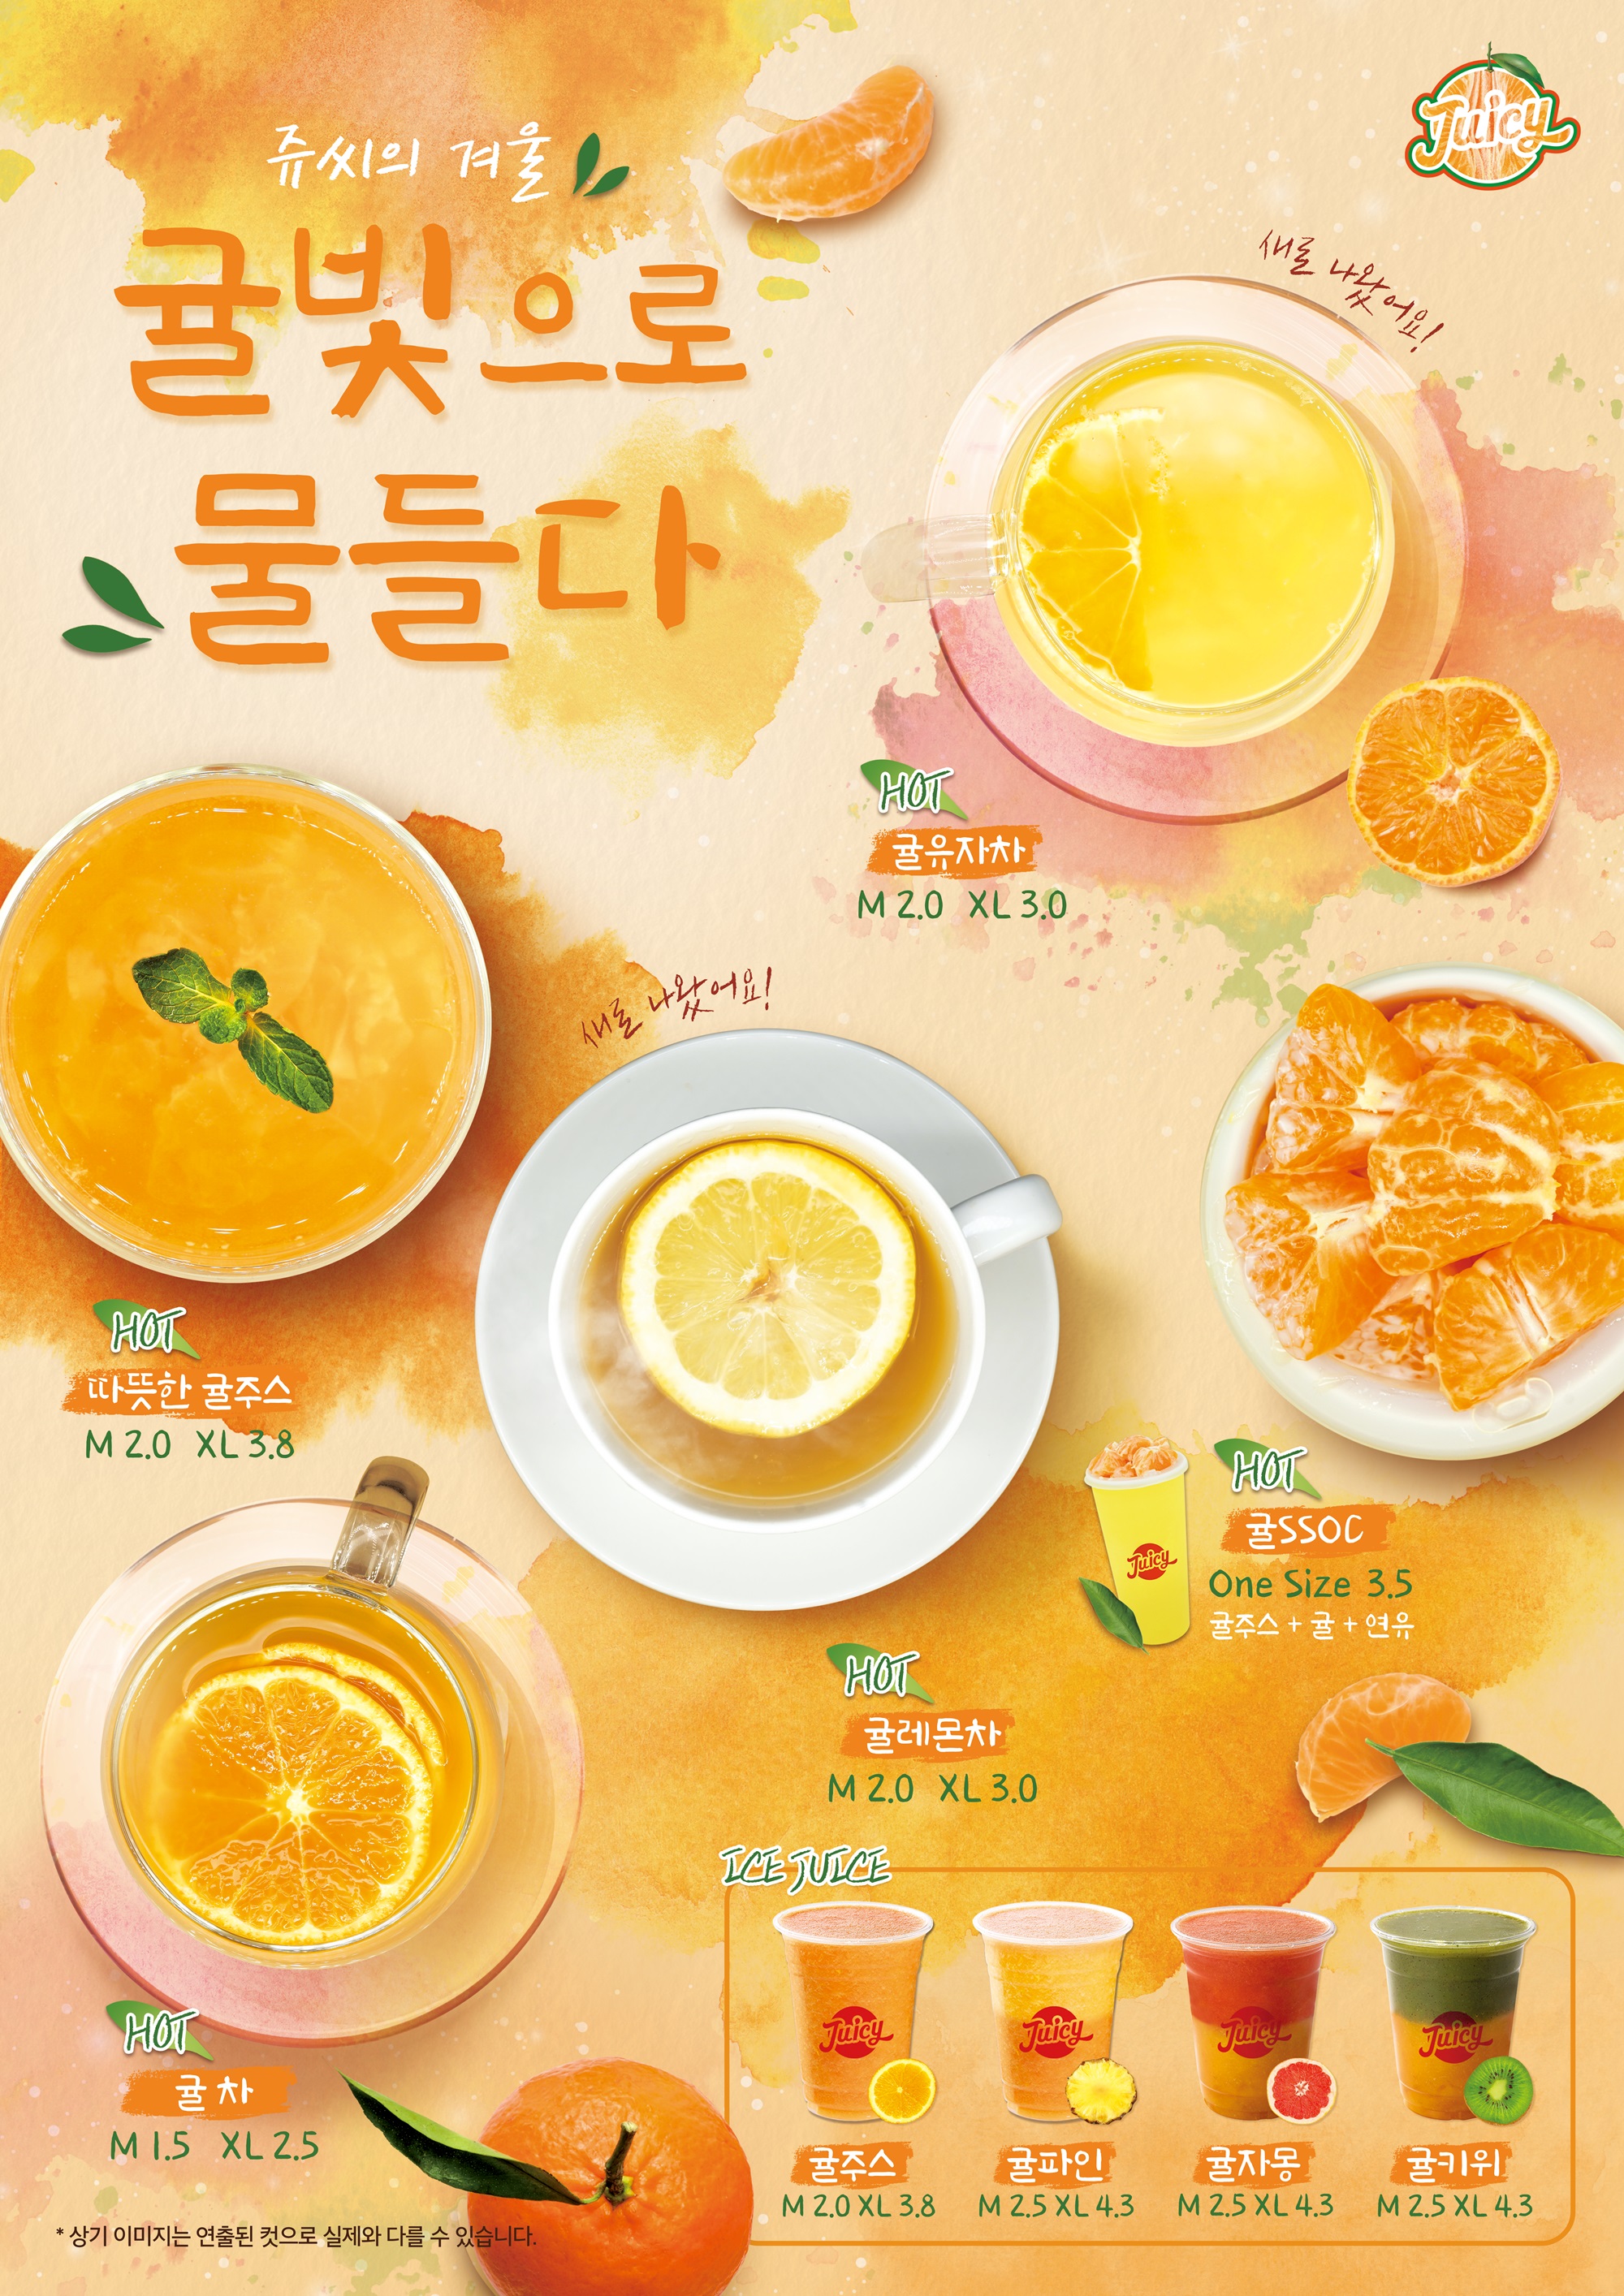 쥬씨의 겨울
귤빛으로
물들다
Juicy
새로 나왔어요!
HOT
귤유자차
M 2.0 XL 3.0
HOT
따뜻한 귤주스
M 2.0 XL 3.8
새로 나왔어요!
HOT
귤레몬차
M 2.0 XL 3.0
Juicy
HOT
귤SSOC
One Size 3.5
귤주스 + 귤 + 연유
HOT
귤 차
M 1.5 XL 2.5
ICE JUICE
Juicy
귤주스
M 2.0 XL 3.8
Juicy
귤파인
M 2.5 XL 4.3
Juicy
귤자몽
M 2.5 XL 4.3
Juicy
귤키위
M 2.5 XL 4.3
* 상기 이미지는 연출된 컷으로 실제와 다를 수 있습니다.